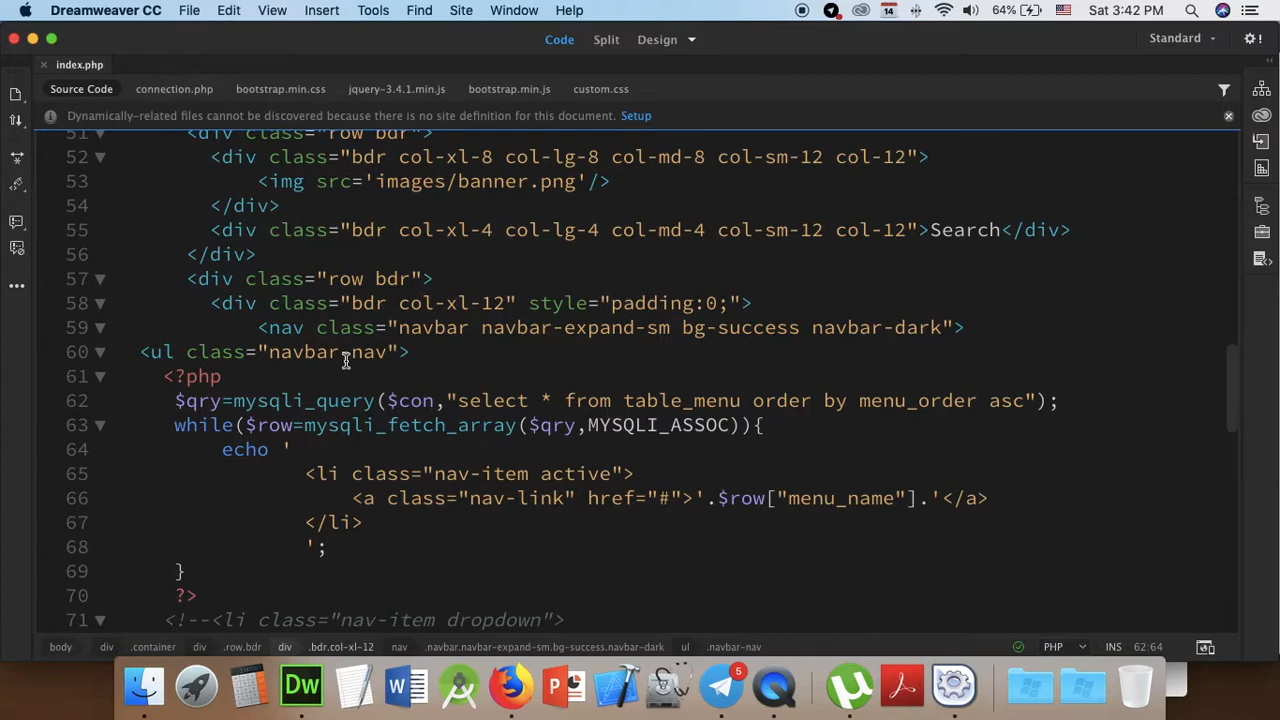 Dreamweaver CC File Edit View Insert Tools Find Site Window Help 14 64% Sat 3:42 PM
Code Split Design Standard
index.php
Source Code connection.php bootstrap.min.css jquery-3.4.1.min.js bootstrap.min.js custom.css
Dynamically-related files cannot be discovered because there is no site definition for this document. Setup
51 <div class="row bdr">
52 <div class="bdr col-xl-8 col-lg-8 col-md-8 col-sm-12 col-12">
53 <img src='images/banner.png'/>
54 </div>
55 <div class="bdr col-xl-4 col-lg-4 col-md-4 col-sm-12 col-12">Search</div>
56 </div>
57 <div class="row bdr">
58 <div class="bdr col-xl-12" style="padding:0;">
59 <nav class="navbar navbar-expand-sm bg-success navbar-dark">
60 <ul class="navbar-nav">
61 <?php
62 $qry=mysqli_query($con,"select * from table_menu order by menu_order asc");
63 while($row=mysqli_fetch_array($qry,MYSQLI_ASSOC)){
64 echo '
65 <li class="nav-item active">
66 <a class="nav-link" href="#">'.$row["menu_name"].'</a>
67 </li>
68 ';
69 }
70 ?>
71 <!--<li class="nav-item dropdown">
body div .container div .row.bdr div .bdr.col-xl-12 nav .navbar.navbar-expand-sm.bg-success.navbar-dark ul .navbar-nav PHP INS 62:64
Dw W P 5